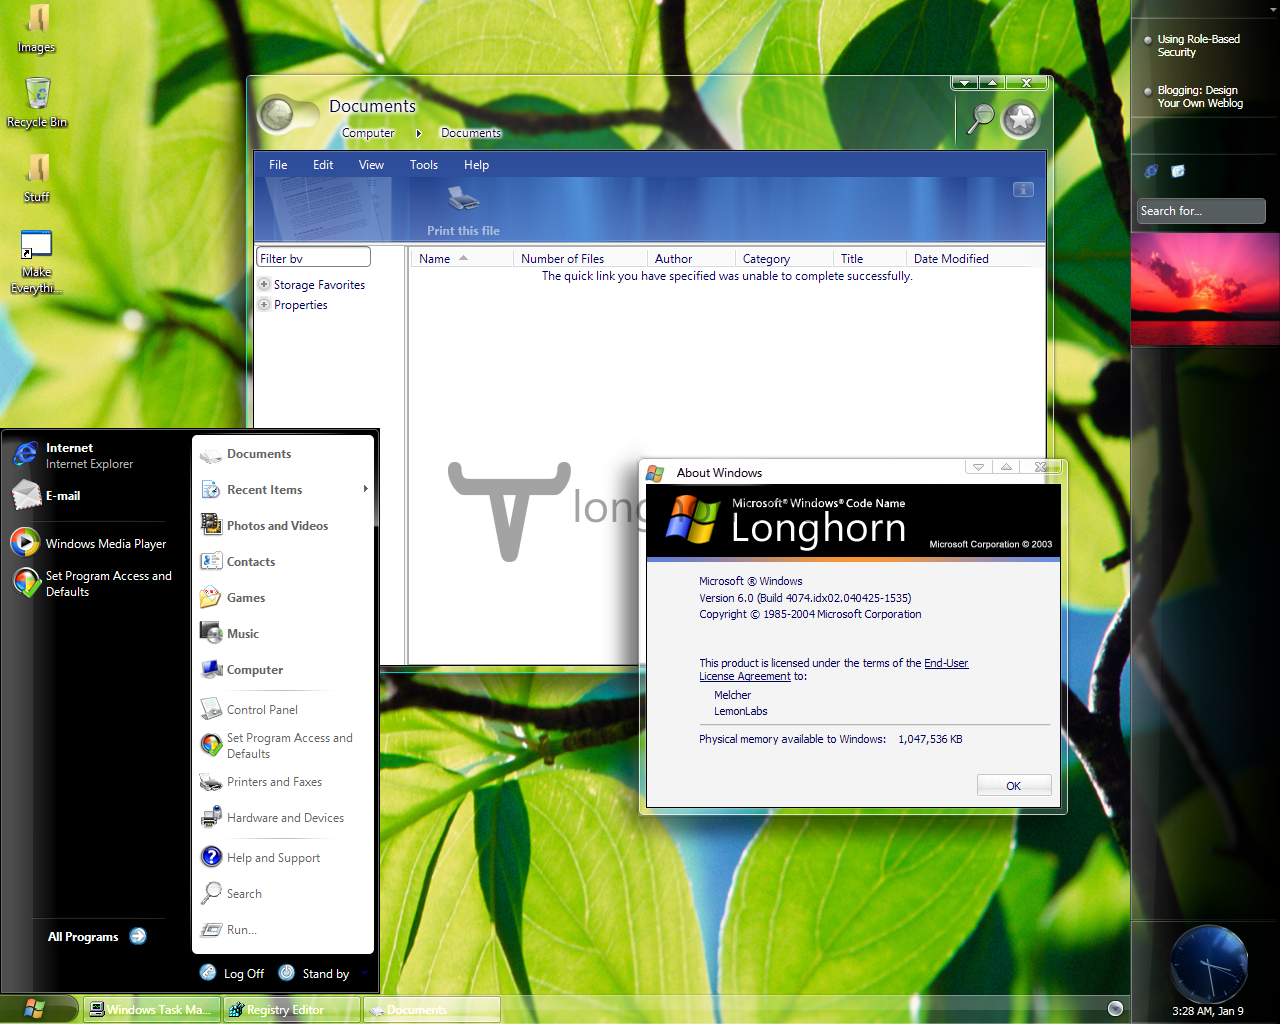 Images
Recycle Bin
Stuff
Make
Everythi...
Documents
Computer
Documents
File
Edit
View
Tools
Help
Print this file
Filter by
Storage Favorites
Properties
Name
Number of Files
Author
Category
Title
Date Modified
The quick link you have specified was unable to complete successfully.
Using Role-Based
Security
Blogging: Design
Your Own Weblog
Search for...
3:28 AM, Jan 9
About Windows
Microsoft® Windows® Code Name
Longhorn
Microsoft Corporation © 2003
Microsoft ® Windows
Version 6.0 (Build 4074.idx02.040425-1535)
Copyright © 1985-2004 Microsoft Corporation
This product is licensed under the terms of the End-User
License Agreement to:
Melcher
LemonLabs
Physical memory available to Windows: 1,047,536 KB
OK
Internet
Internet Explorer
E-mail
Windows Media Player
Set Program Access and
Defaults
All Programs
Documents
Recent Items
Photos and Videos
Contacts
Games
Music
Computer
Control Panel
Set Program Access and
Defaults
Printers and Faxes
Hardware and Devices
Help and Support
Search
Run...
Log Off
Stand by
Windows Task Ma...
Registry Editor
Documents